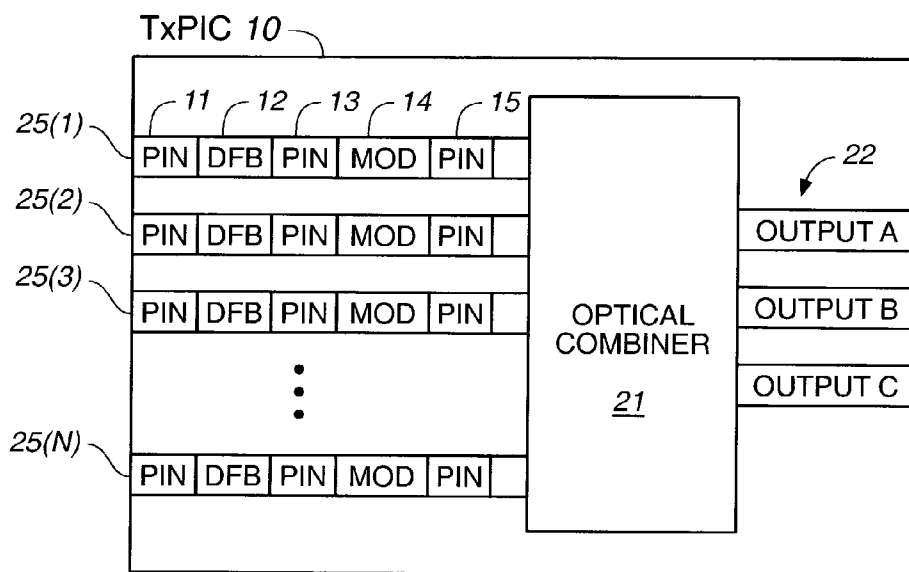 TxPIC 10
11 12 13 14 15
25(1) PIN DFB PIN MOD PIN
22
25(2) PIN DFB PIN MOD PIN
OUTPUT A
25(3) PIN DFB PIN MOD PIN
OUTPUT B
OPTICAL
COMBINER
OUTPUT C
21
25(N) PIN DFB PIN MOD PIN